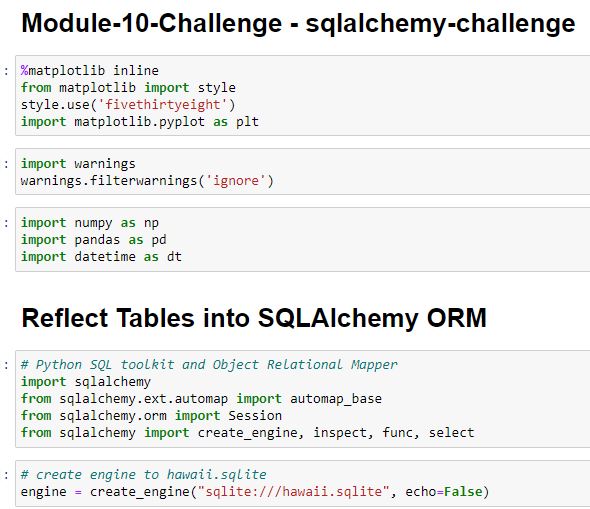 Module-10-Challenge - sqlalchemy-challenge
: %matplotlib inline
from matplotlib import style
style.use('fivethirtyeight')
import matplotlib.pyplot as plt
: import warnings
warnings.filterwarnings('ignore')
: import numpy as np
import pandas as pd
import datetime as dt
Reflect Tables into SQLAlchemy ORM
: # Python SQL toolkit and Object Relational Mapper
import sqlalchemy
from sqlalchemy.ext.automap import automap_base
from sqlalchemy.orm import Session
from sqlalchemy import create_engine, inspect, func, select
: # create engine to hawaii.sqlite
engine = create_engine("sqlite:///hawaii.sqlite", echo=False)